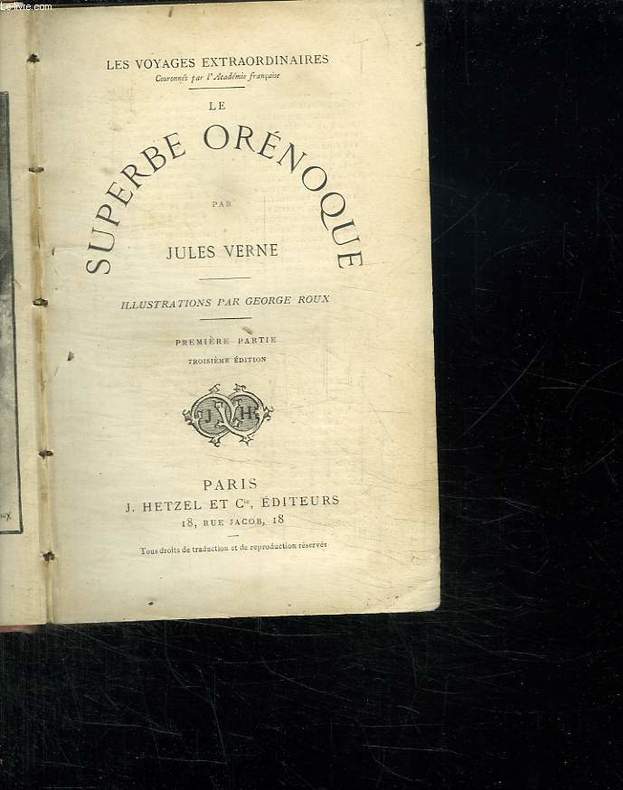 LES VOYAGES EXTRAORDINAIRES
Couronnés par l'Académie française
LE
SUPERBE ORÉNOQUE
PAR
JULES VERNE
ILLUSTRATIONS PAR GEORGE ROUX
PREMIÈRE PARTIE
TROISIÈME ÉDITION
J H
PARIS
J. HETZEL ET Cie, ÉDITEURS
18, RUE JACOB, 18
Tous droits de traduction et de reproduction réservés